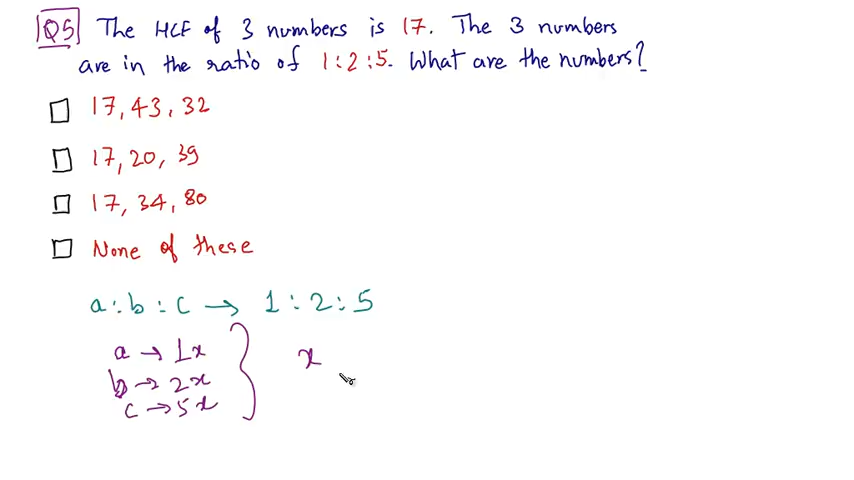 Q5 The HCF of 3 numbers is 17. The 3 numbers
are in the ratio of 1:2:5. What are the numbers?
17, 43, 32
17, 20, 39
17, 34, 80
None of these
a : b : c → 1 : 2 : 5
a → 1x
b → 2x
c → 5x
x